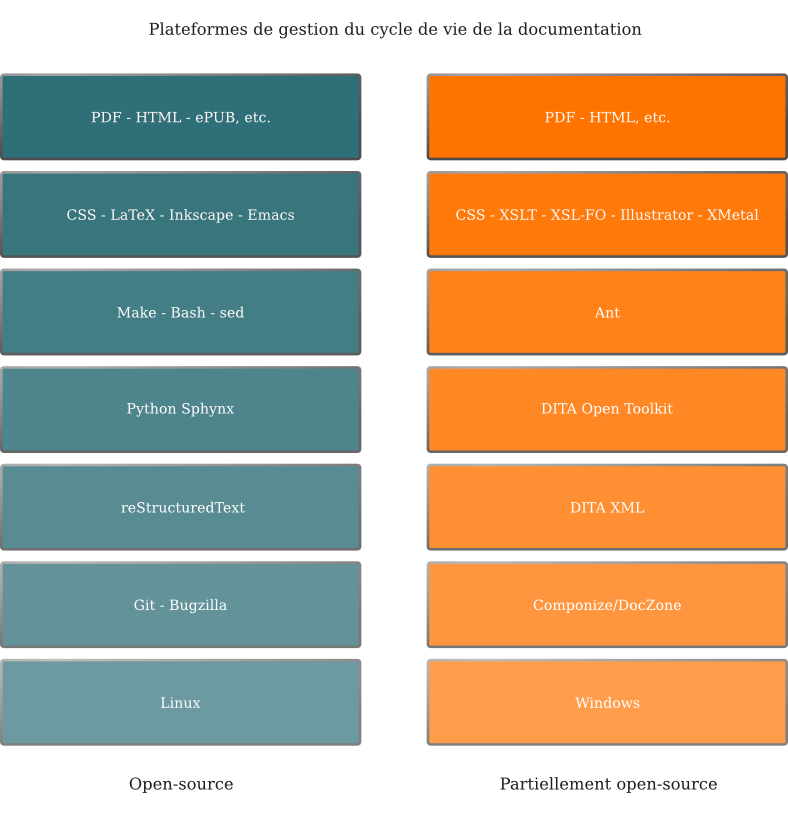 Plateformes de gestion du cycle de vie de la documentation
PDF - HTML - ePUB, etc.
PDF - HTML, etc.
CSS - LaTeX - Inkscape - Emacs
CSS - XSLT - XSL-FO - Illustrator - XMetal
Make - Bash - sed
Ant
Python Sphynx
DITA Open Toolkit
reStructuredText
DITA XML
Git - Bugzilla
Componize/DocZone
Linux
Windows
Open-source
Partiellement open-source